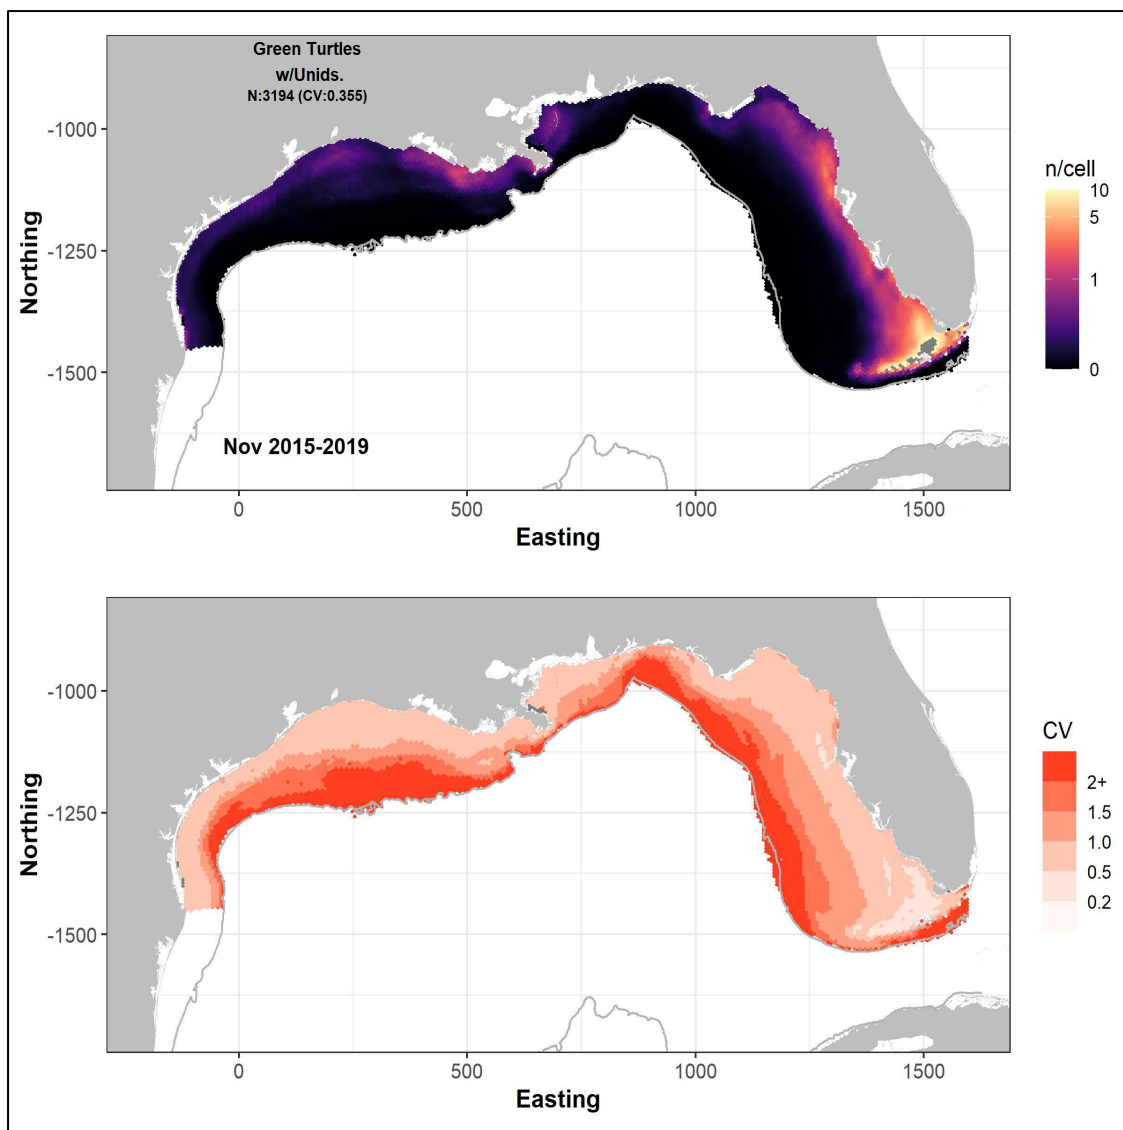 Green Turtles
w/Unids.
N:3194 (CV:0.355)
-1000
-1250
-1500
Northing
Nov 2015-2019
0
500
1000
1500
Easting
n/cell
10
5
1
0
-1000
-1250
-1500
Northing
0
500
1000
1500
Easting
CV
2+
1.5
1.0
0.5
0.2